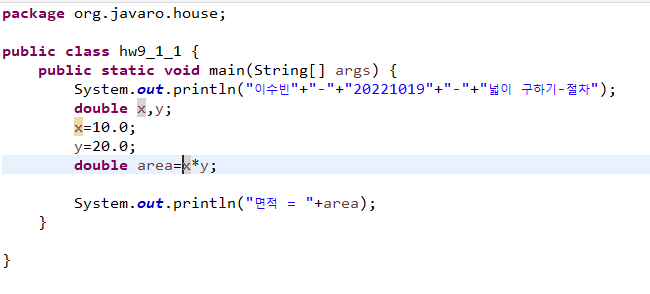 package org.javaro.house;
public class hw9_1_1 {
public static void main(String[] args) {
System.out.println("이수빈"+"-"+"20221019"+"-"+"넓이 구하기-절차");
double x,y;
x=10.0;
y=20.0;
double area=x*y;
System.out.println("면적 = "+area);
}
}